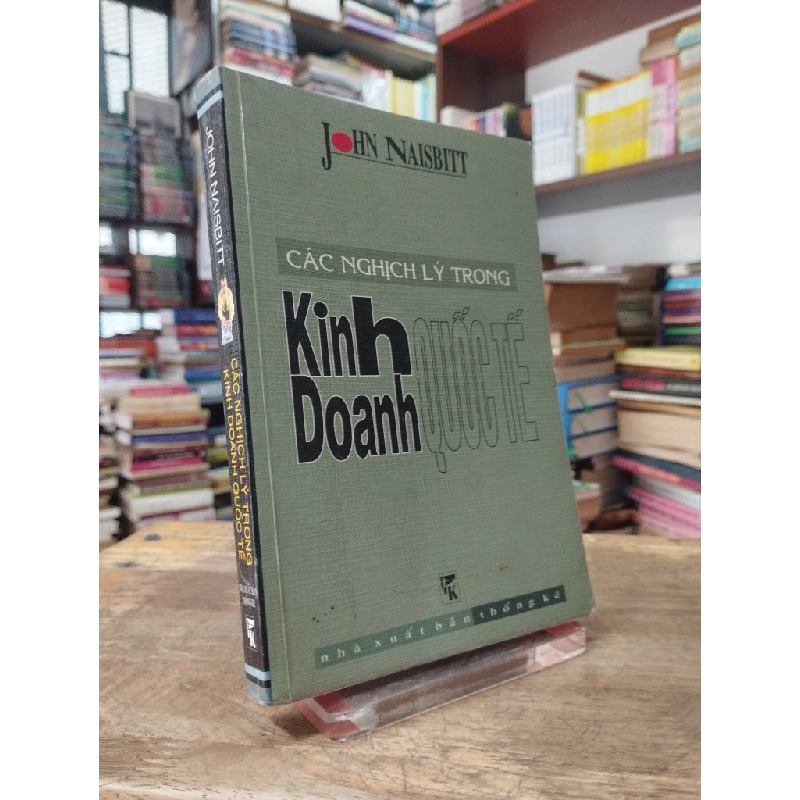 JOHN NAISBITT
CÁC NGHỊCH LÝ TRONG
Kinh
Doanh QUỐC TẾ
nhà xuất bản thống kê
JOHN NAISBITT
CÁC NGHỊCH LÝ TRONG
KINH DOANH QUỐC TẾ